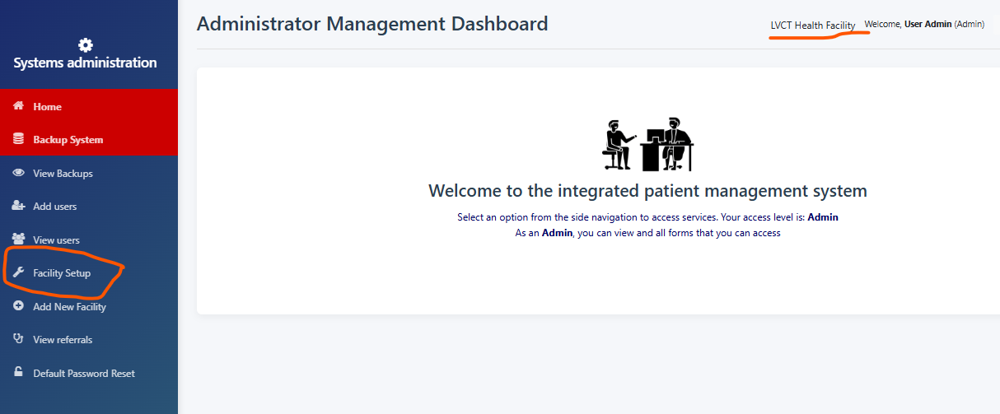 Systems administration
Home
Backup System
View Backups
Add users
View users
Facility Setup
Add New Facility
View referrals
Default Password Reset
Administrator Management Dashboard
LVCT Health Facility Welcome, User Admin (Admin)
Welcome to the integrated patient management system
Select an option from the side navigation to access services. Your access level is: Admin
As an Admin, you can view and all forms that you can access